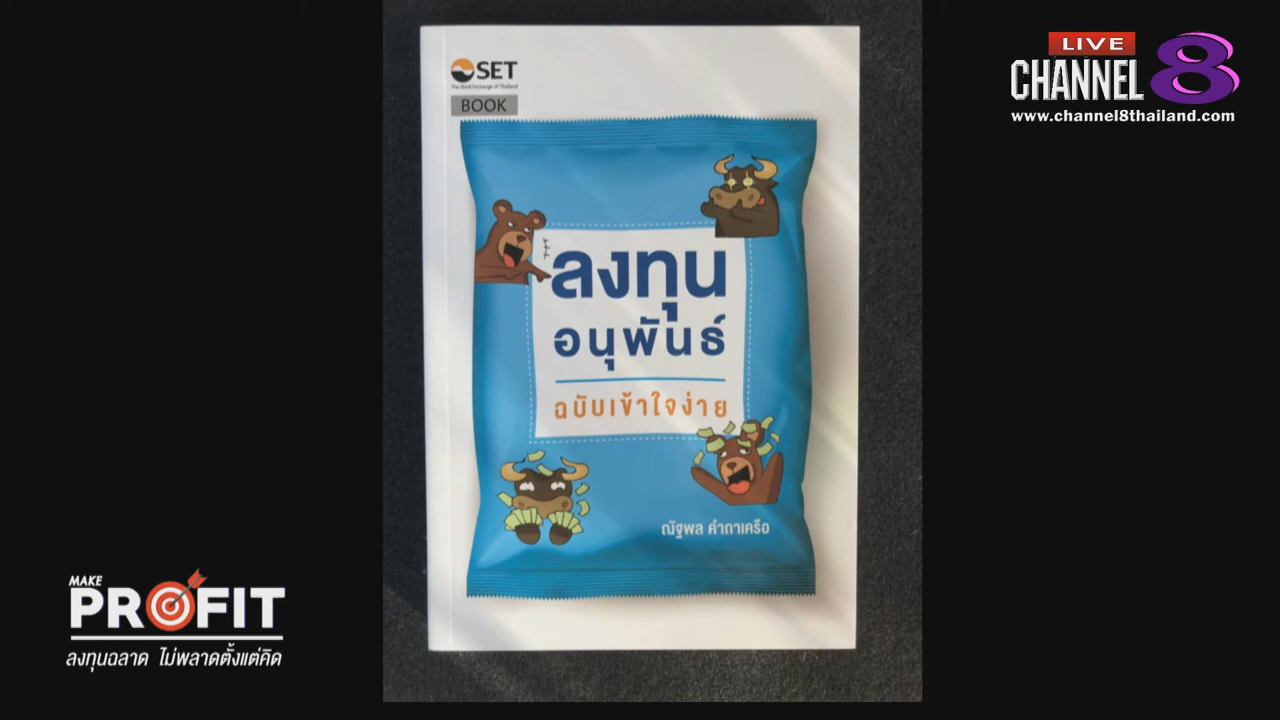 SET
The Stock Exchange of Thailand
BOOK
ลงทุน
อนุพันธ์
ฉบับเข้าใจง่าย
ณัฐพล คำถาเครือ
LIVE
CHANNEL 8
www.channel8thailand.com
MAKE
PROFIT
ลงทุนฉลาด ไม่พลาดตั้งแต่คิด